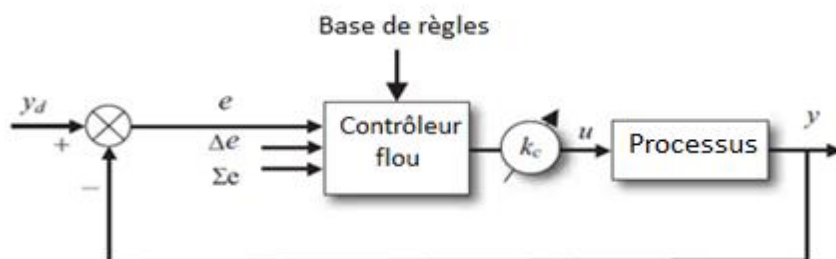 Base de règles
y_d
e
y
+
Δe
Σe
Contrôleur
flou
k_c
u
Processus
−